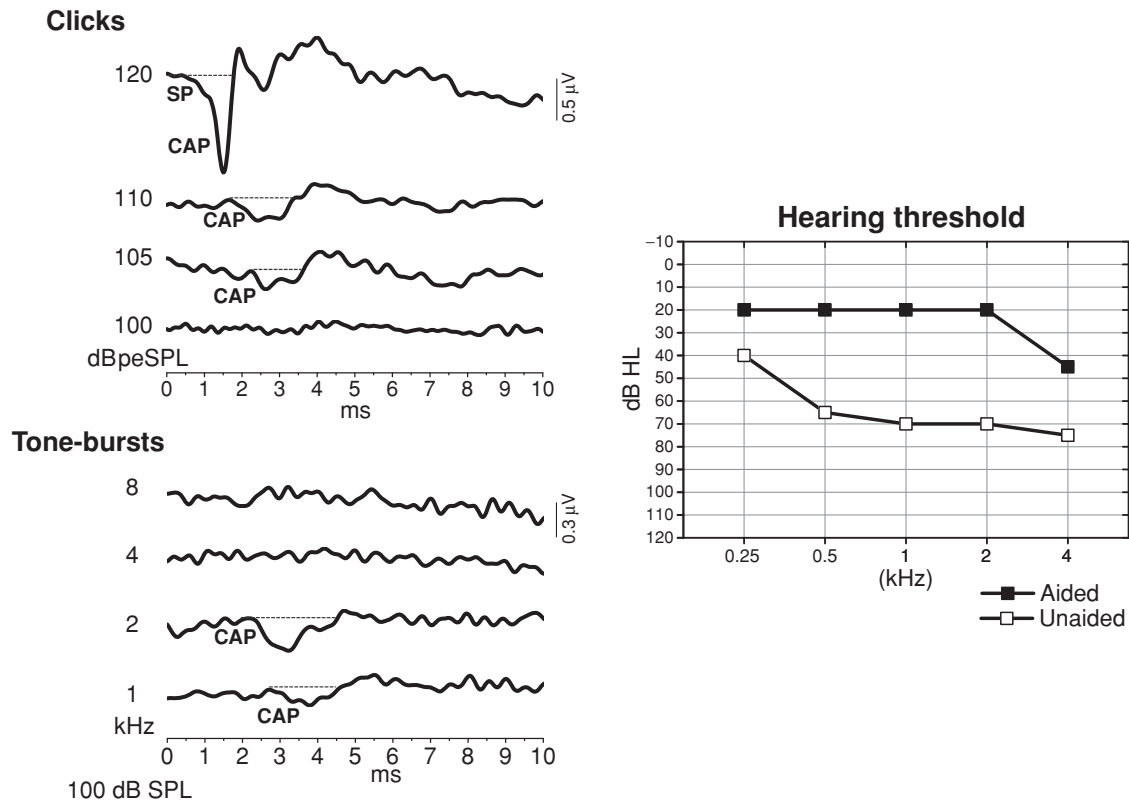 Clicks
120
SP
CAP
0.5 μV
110
CAP
105
CAP
100
dBpeSPL
0 1 2 3 4 5 6 7 8 9 10
ms
Tone-bursts
8
0.3 μV
4
2
CAP
1
CAP
kHz
0 1 2 3 4 5 6 7 8 9 10
ms
100 dB SPL
Hearing threshold
dB HL
−10
0
10
20
30
40
50
60
70
80
90
100
110
120
0.25 0.5 1 2 4
(kHz)
Aided
Unaided